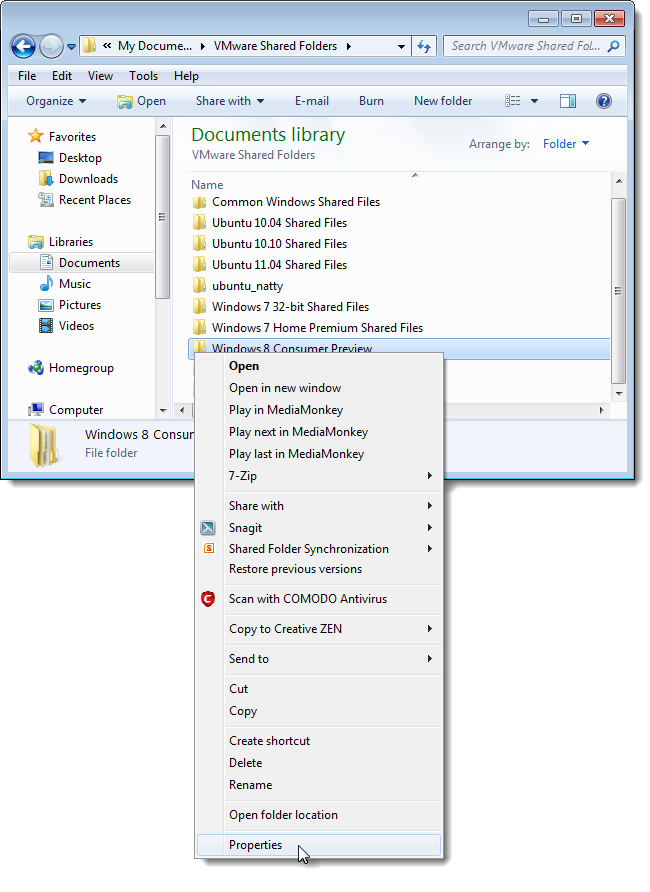 « My Docume... VMware Shared Folders Search VMware Shared Fol...
File Edit View Tools Help
Organize Open Share with E-mail Burn New folder
Favorites
Desktop
Downloads
Recent Places
Libraries
Documents
Music
Pictures
Videos
Homegroup
Computer
Documents library
VMware Shared Folders
Arrange by: Folder
Name
Common Windows Shared Files
Ubuntu 10.04 Shared Files
Ubuntu 10.10 Shared Files
Ubuntu 11.04 Shared Files
ubuntu_natty
Windows 7 32-bit Shared Files
Windows 7 Home Premium Shared Files
Windows 8 Consumer Preview
Windows 8 Consu
File folder
Open
Open in new window
Play in MediaMonkey
Play next in MediaMonkey
Play last in MediaMonkey
7-Zip
Share with
Snagit
S Shared Folder Synchronization
Restore previous versions
Scan with COMODO Antivirus
Copy to Creative ZEN
Send to
Cut
Copy
Create shortcut
Delete
Rename
Open folder location
Properties